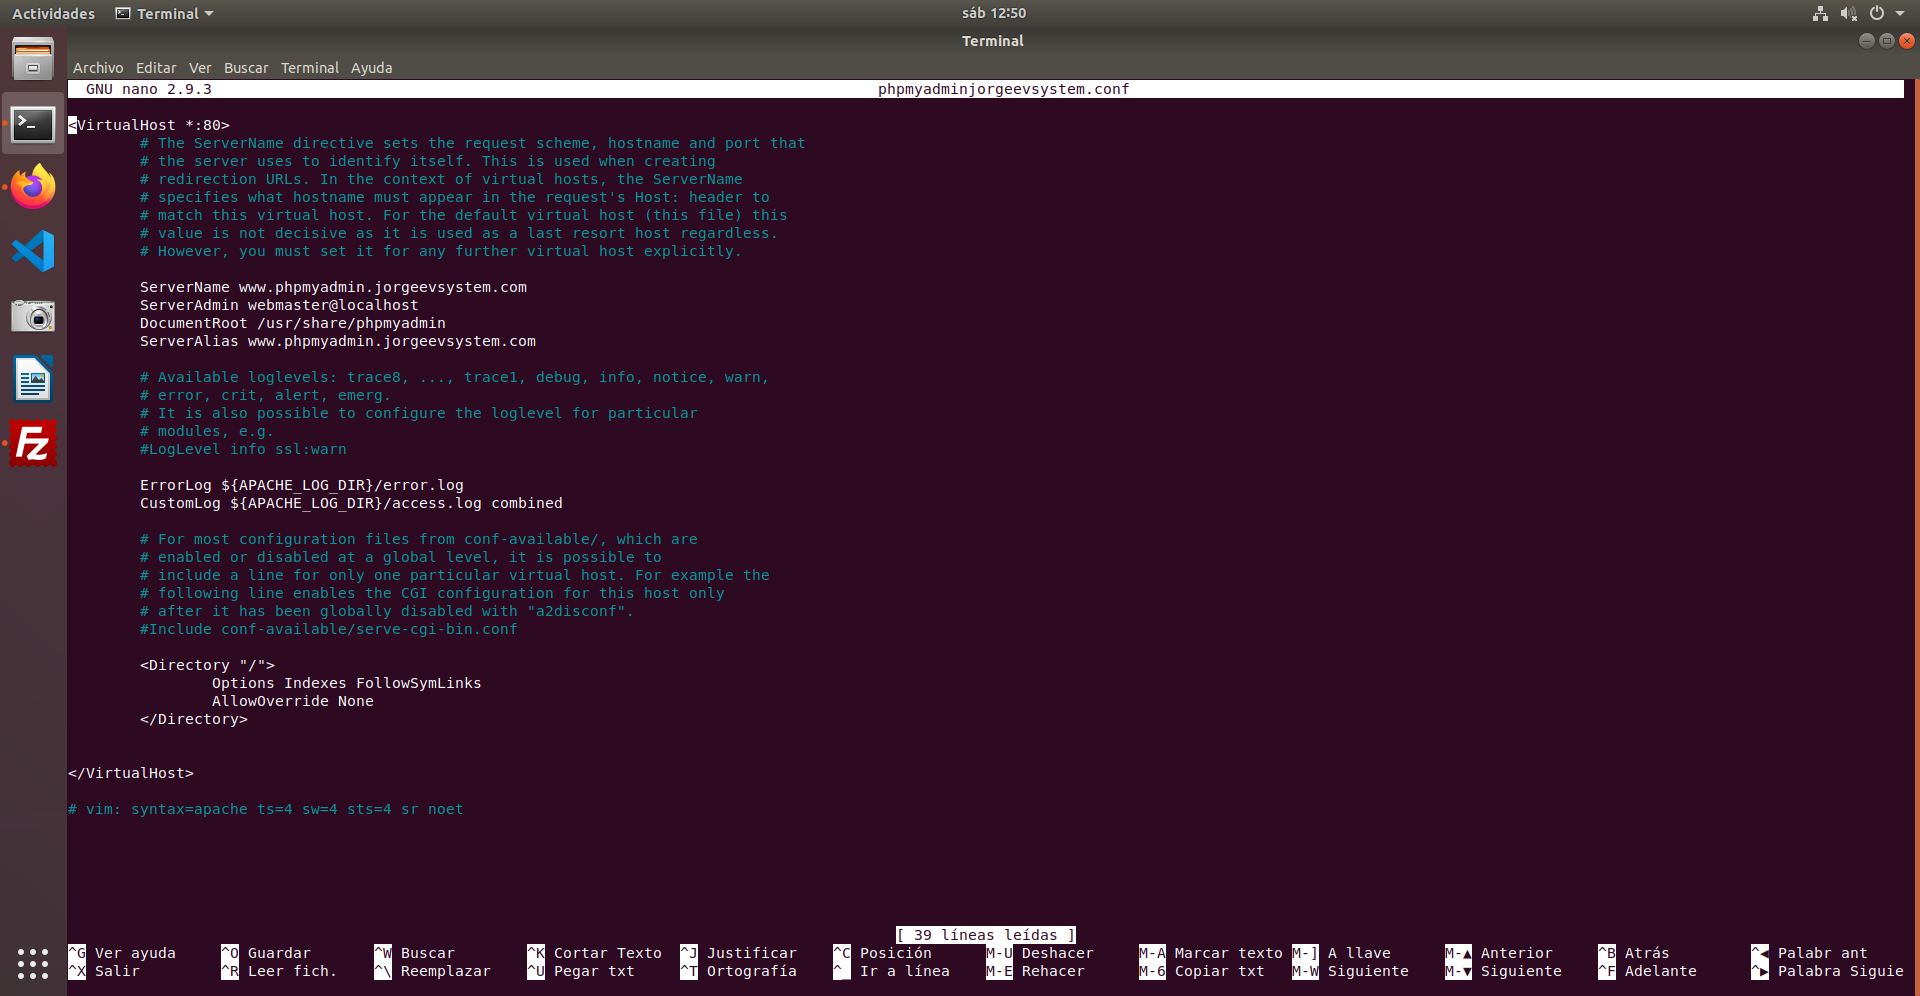 Actividades Terminal sáb 12:50
Terminal
Archivo Editar Ver Buscar Terminal Ayuda
GNU nano 2.9.3 phpmyadminjorgeevsystem.conf
<VirtualHost *:80>
# The ServerName directive sets the request scheme, hostname and port that
# the server uses to identify itself. This is used when creating
# redirection URLs. In the context of virtual hosts, the ServerName
# specifies what hostname must appear in the request's Host: header to
# match this virtual host. For the default virtual host (this file) this
# value is not decisive as it is used as a last resort host regardless.
# However, you must set it for any further virtual host explicitly.
ServerName www.phpmyadmin.jorgeevsystem.com
ServerAdmin webmaster@localhost
DocumentRoot /usr/share/phpmyadmin
ServerAlias www.phpmyadmin.jorgeevsystem.com
# Available loglevels: trace8, ..., trace1, debug, info, notice, warn,
# error, crit, alert, emerg.
# It is also possible to configure the loglevel for particular
# modules, e.g.
#LogLevel info ssl:warn
ErrorLog ${APACHE_LOG_DIR}/error.log
CustomLog ${APACHE_LOG_DIR}/access.log combined
# For most configuration files from conf-available/, which are
# enabled or disabled at a global level, it is possible to
# include a line for only one particular virtual host. For example the
# following line enables the CGI configuration for this host only
# after it has been globally disabled with "a2disconf".
#Include conf-available/serve-cgi-bin.conf
<Directory "/">
Options Indexes FollowSymLinks
AllowOverride None
</Directory>
</VirtualHost>
# vim: syntax=apache ts=4 sw=4 sts=4 sr noet
Fz
[ 39 líneas leídas ]
^G Ver ayuda ^O Guardar ^W Buscar ^K Cortar Texto ^J Justificar ^C Posición M-U Deshacer M-A Marcar texto M-] A llave M-▲ Anterior ^B Atrás ^◀ Palabr ant
^X Salir ^R Leer fich. ^\ Reemplazar ^U Pegar txt ^T Ortografía ^_ Ir a línea M-E Rehacer M-6 Copiar txt M-W Siguiente M-▼ Siguiente ^F Adelante ^▶ Palabra Siguie